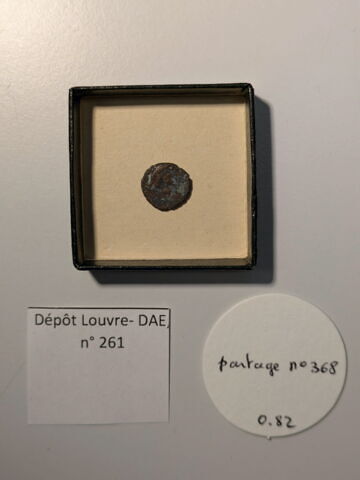 Dépôt Louvre- DAE,
n° 261
partage n° 368
0.82